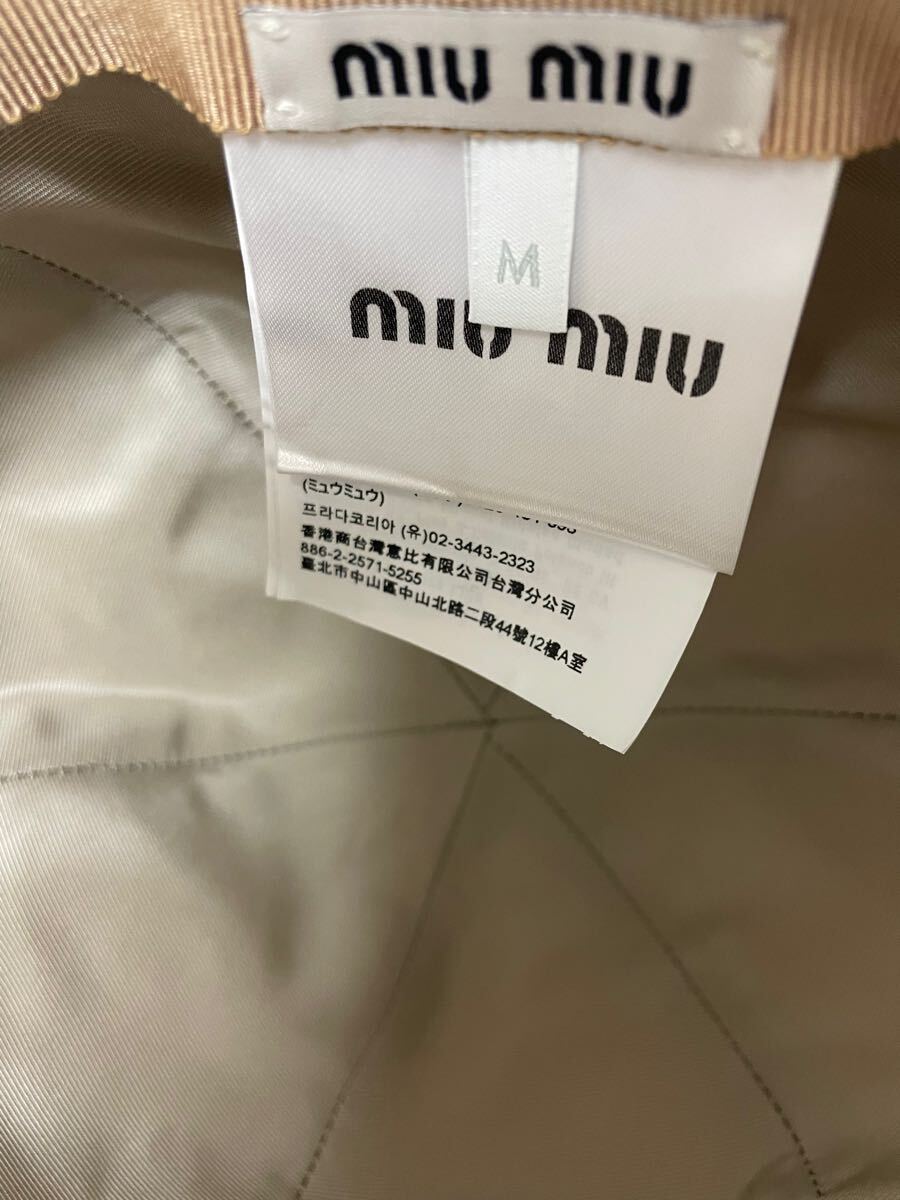 miu miu
M
miu miu
(ミュウミュウ)
프라다코리아 (유)02-3443-2323
香港商台灣惠比有限公司台灣分公司
886-2-2571-5255
臺北市中山區中山北路二段44號12樓A室